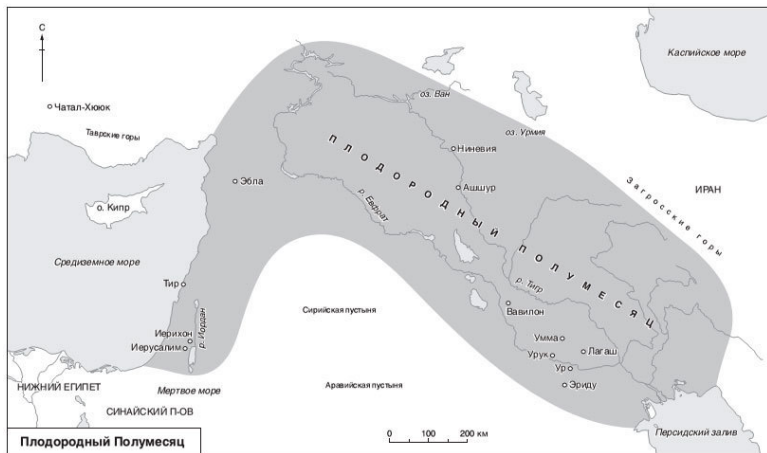 С
Каспийское море
оз. Ван
Чатал-Хююк
Таврские горы
оз. Урмия
Ниневия
ПЛОДОРОДНЫЙ ПОЛУМЕСЯЦ
Загросские горы
ИРАН
Эбла
Ашшур
о. Кипр
р. Евфрат
Средиземное море
Тир
р. Тигр
р. Иордан
Сирийская пустыня
Вавилон
Иерихон
Иерусалим
Умма
Урук
Лагаш
Ур
Эриду
НИЖНИЙ ЕГИПЕТ
Мертвое море
Аравийская пустыня
СИНАЙСКИЙ П-ОВ
Персидский залив
Плодородный Полумесяц
0 100 200 км